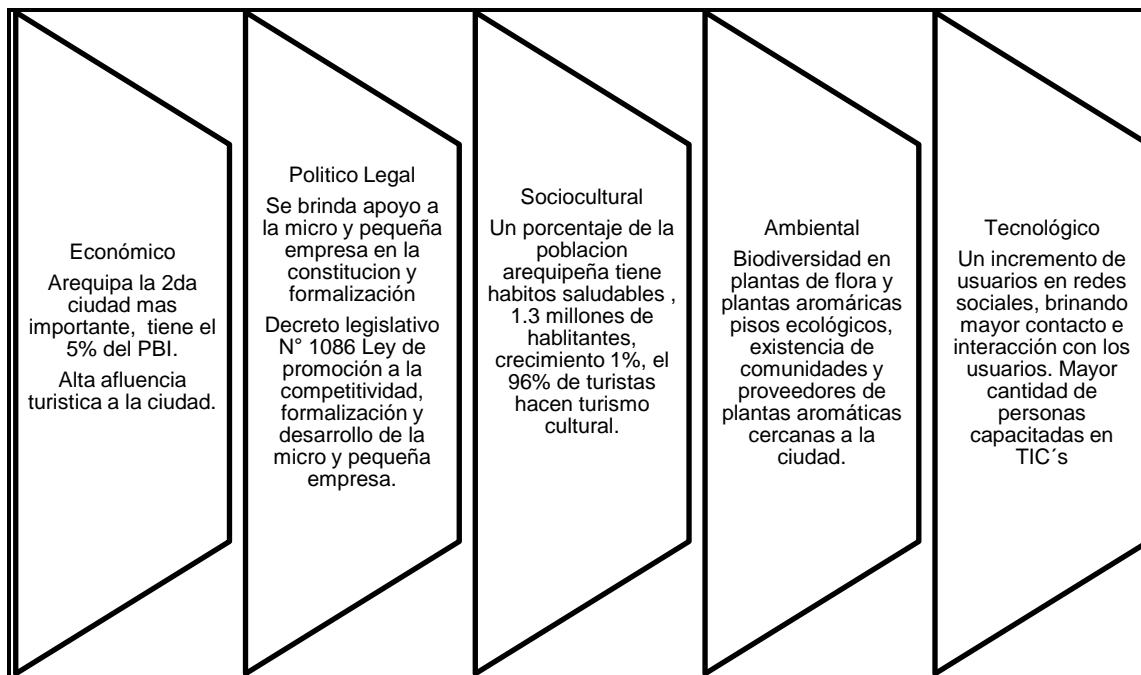 Económico
Arequipa la 2da
ciudad mas
importante, tiene el
5% del PBI.
Alta afluencia
turistica a la ciudad.
Politico Legal
Se brinda apoyo a
la micro y pequeña
empresa en la
constitucion y
formalización
Decreto legislativo
N° 1086 Ley de
promoción a la
competitividad,
formalización y
desarrollo de la
micro y pequeña
empresa.
Sociocultural
Un porcentaje de la
poblacion
arequipeña tiene
habitos saludables ,
1.3 millones de
hablitantes,
crecimiento 1%, el
96% de turistas
hacen turismo
cultural.
Ambiental
Biodiversidad en
plantas de flora y
plantas aromáricas
pisos ecológicos,
existencia de
comunidades y
proveedores de
plantas aromáticas
cercanas a la
ciudad.
Tecnológico
Un incremento de
usuarios en redes
sociales, brinando
mayor contacto e
interacción con los
usuarios. Mayor
cantidad de
personas
capacitadas en
TIC´s